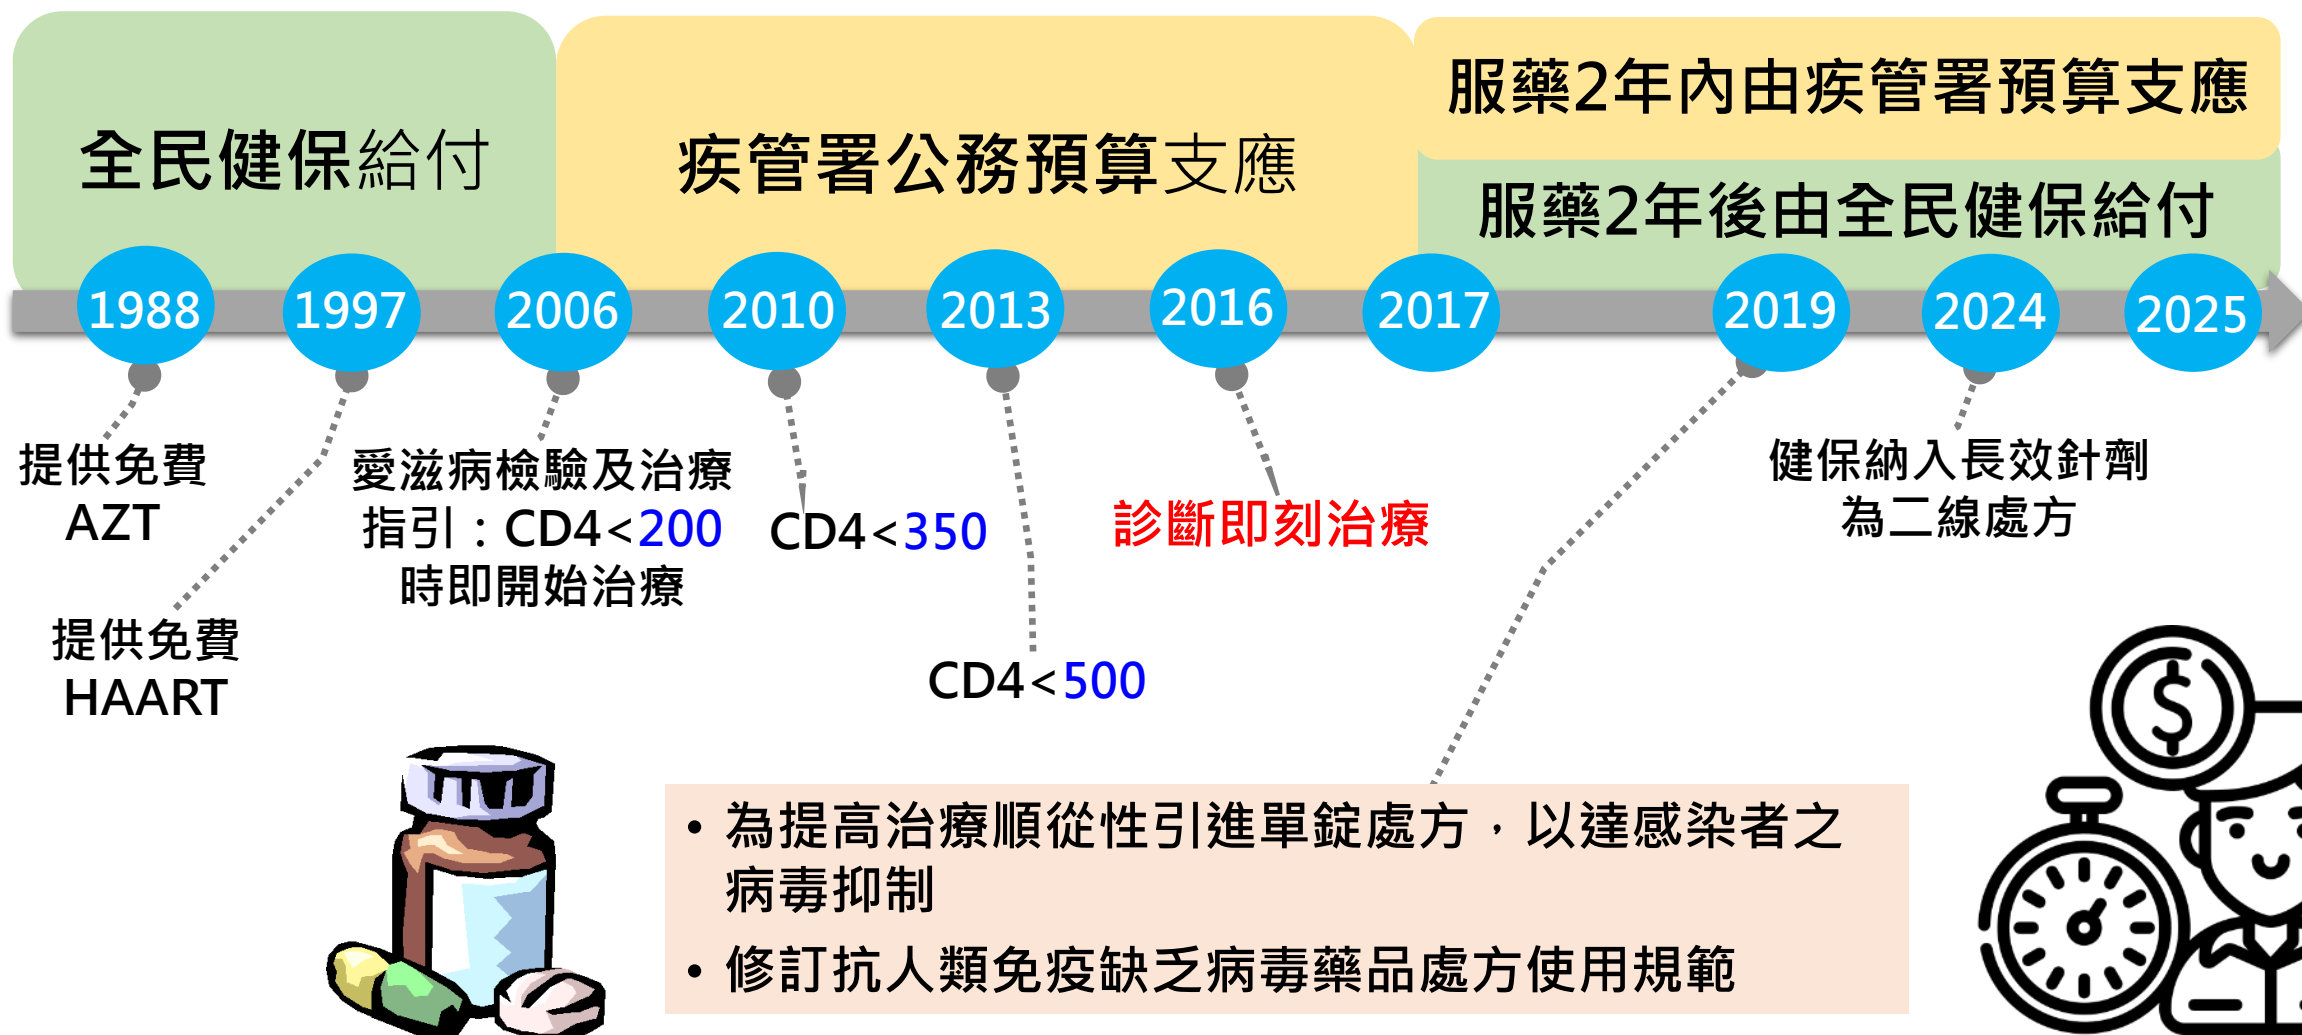 全民健保給付
疾管署公務預算支應
服藥2年內由疾管署預算支應
服藥2年後由全民健保給付
1988
1997
2006
2010
2013
2016
2017
2019
2024
2025
提供免費
AZT
提供免費
HAART
愛滋病檢驗及治療
指引：CD4<200
時即開始治療
CD4<350
CD4<500
診斷即刻治療
健保納入長效針劑
為二線處方
• 為提高治療順從性引進單錠處方，以達感染者之
病毒抑制
• 修訂抗人類免疫缺乏病毒藥品處方使用規範
$